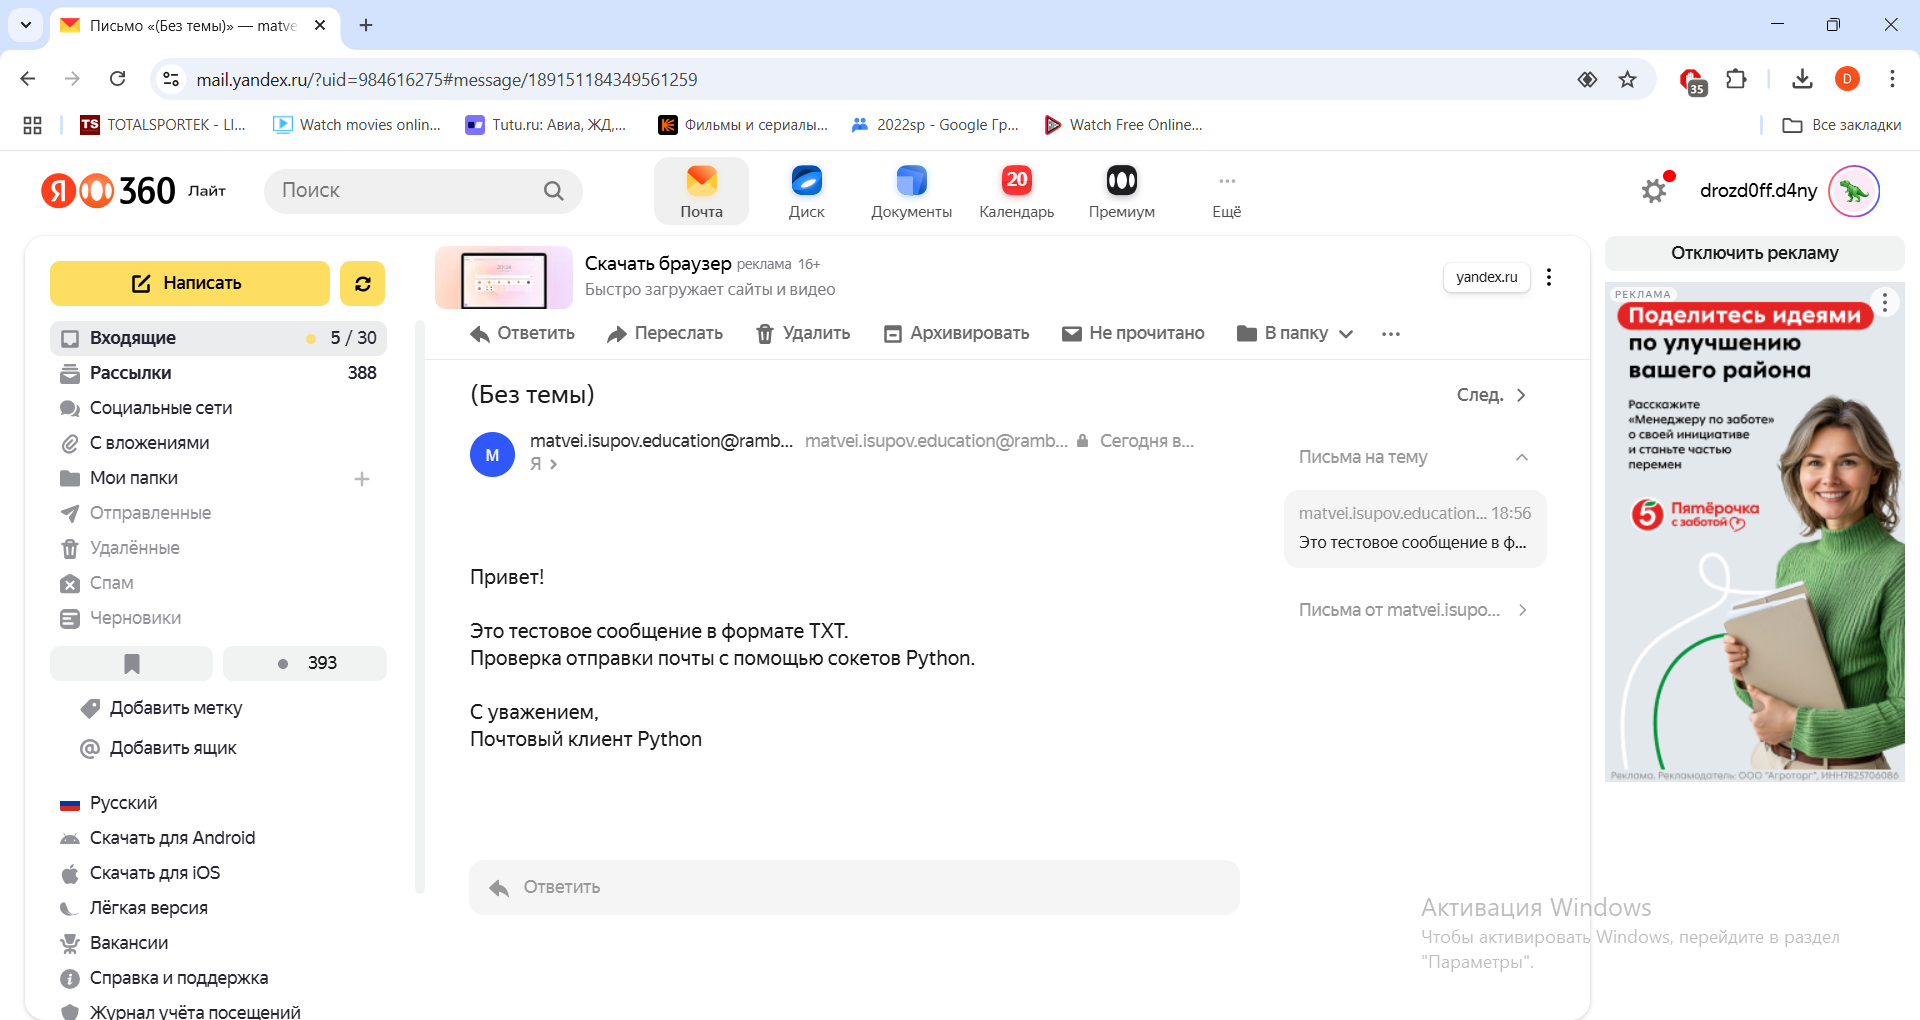 Письмо «(Без темы)» — matve
mail.yandex.ru/?uid=984616275#message/189151184349561259
35
D
TS TOTALSPORTEK - LI...
Watch movies onlin...
Tutu.ru: Авиа, ЖД,...
Фильмы и сериалы...
2022sp - Google Гр...
Watch Free Online...
Все закладки
Я 360 Лайт
Поиск
Почта
Диск
Документы
20
Календарь
Премиум
Ещё
drozd0ff.d4ny
Написать
Входящие 5 / 30
Рассылки 388
Социальные сети
С вложениями
Мои папки
Отправленные
Удалённые
Спам
Черновики
393
Добавить метку
Добавить ящик
Русский
Скачать для Android
Скачать для iOS
Лёгкая версия
Вакансии
Справка и поддержка
Журнал учёта посещений
Скачать браузер реклама 16+
Быстро загружает сайты и видео
yandex.ru
Ответить
Переслать
Удалить
Архивировать
Не прочитано
В папку
(Без темы)
След.
M
matvei.isupov.education@ramb... matvei.isupov.education@ramb... Сегодня в...
Я
Привет!
Это тестовое сообщение в формате TXT.
Проверка отправки почты с помощью сокетов Python.
С уважением,
Почтовый клиент Python
Ответить
Письма на тему
matvei.isupov.education... 18:56
Это тестовое сообщение в ф...
Письма от matvei.isupo...
Отключить рекламу
РЕКЛАМА
Поделитесь идеями
по улучшению
вашего района
Расскажите
«Менеджеру по заботе»
о своей инициативе
и станьте частью
перемен
5 Пятёрочка
с заботой
Реклама. Рекламодатель: ООО "Агроторг", ИНН7825706086
Активация Windows
Чтобы активировать Windows, перейдите в раздел
"Параметры".